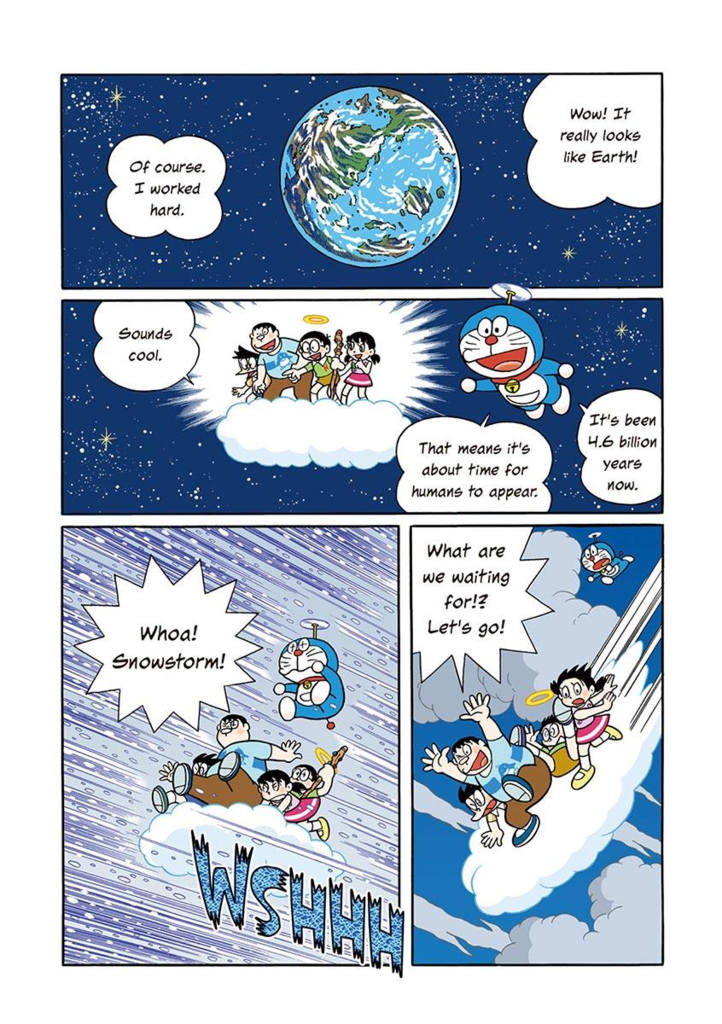 Of course.
I worked
hard.
Wow! It
really looks
like Earth!
Sounds
cool.
That means it's
about time for
humans to appear.
It's been
4.6 billion
years
now.
Whoa!
Snowstorm!
WSHHH
What are
we waiting
for!?
Let's go!